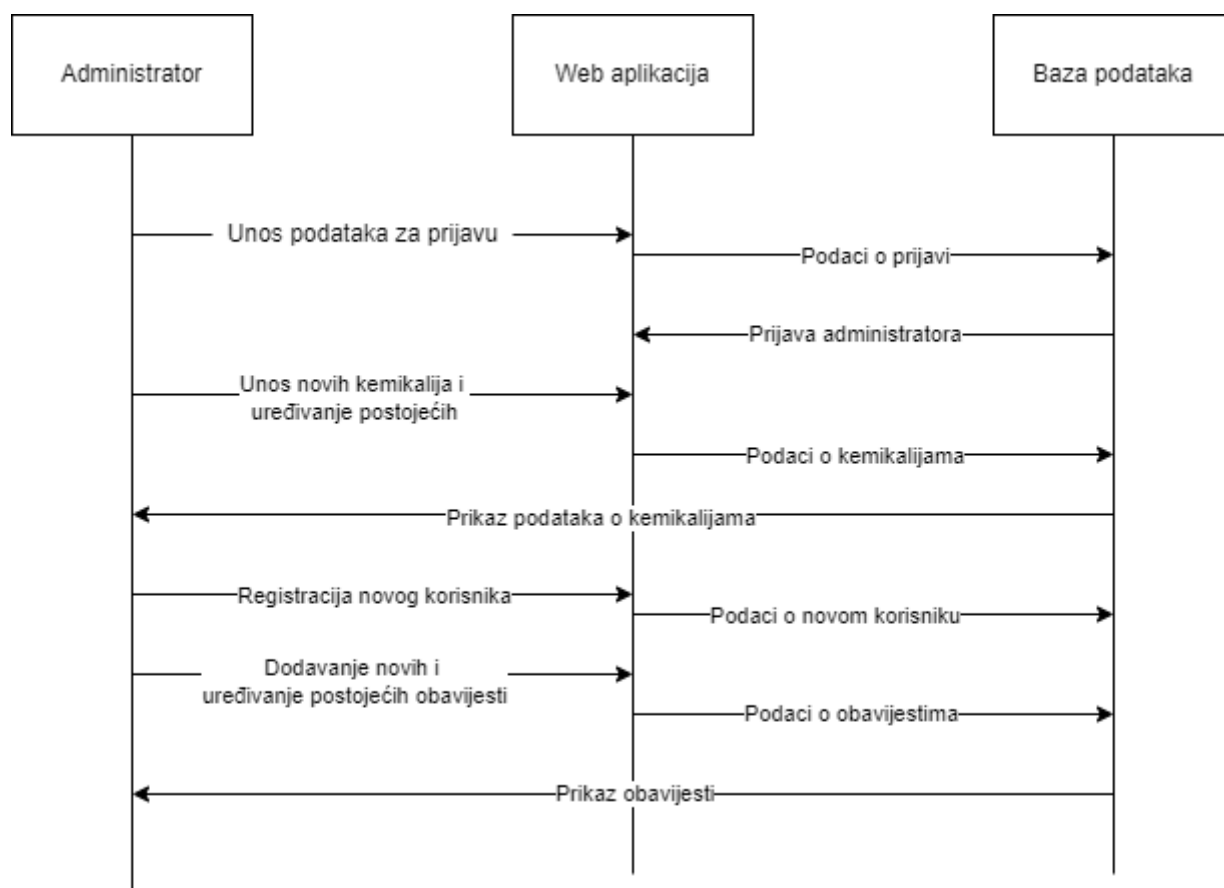 Administrator
Web aplikacija
Baza podataka
Unos podataka za prijavu
Podaci o prijavi
Prijava administratora
Unos novih kemikalija i
uređivanje postojećih
Podaci o kemikalijama
Prikaz podataka o kemikalijama
Registracija novog korisnika
Podaci o novom korisniku
Dodavanje novih i
uređivanje postojećih obavijesti
Podaci o obavijestima
Prikaz obavijesti